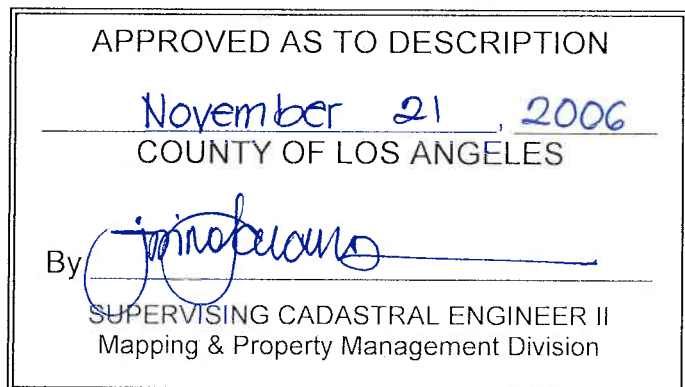 APPROVED AS TO DESCRIPTION
November 21, 2006
COUNTY OF LOS ANGELES
By
SUPERVISING CADASTRAL ENGINEER II
Mapping & Property Management Division